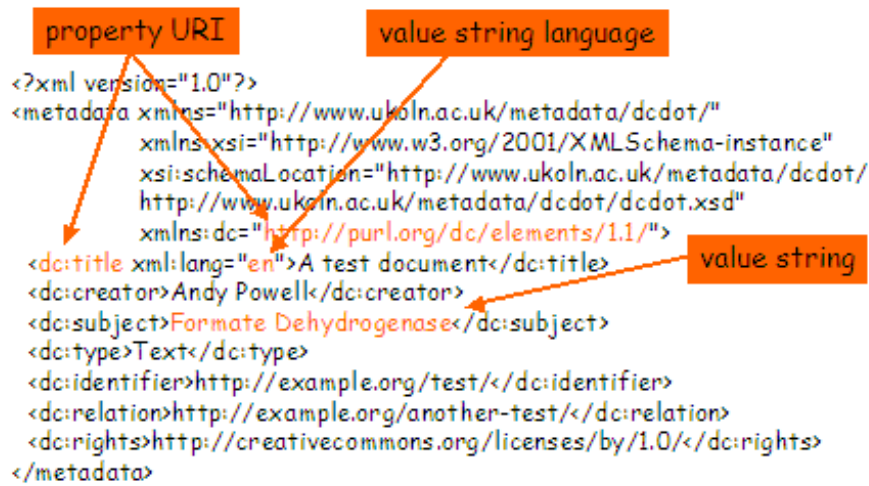 property URI
value string language
<?xml version="1.0"?>
<metadata xmlns="http://www.ukoln.ac.uk/metadata/dcdot/"
xmlns:xsi="http://www.w3.org/2001/XMLSchema-instance"
xsi:schemaLocation="http://www.ukoln.ac.uk/metadata/dcdot/
http://www.ukoln.ac.uk/metadata/dcdot/dcdot.xsd"
xmlns:dc="http://purl.org/dc/elements/1.1/">
<dc:title xml:lang="en">A test document</dc:title>
value string
<dc:creator>Andy Powell</dc:creator>
<dc:subject>Formate Dehydrogenase</dc:subject>
<dc:type>Text</dc:type>
<dc:identifier>http://example.org/test/</dc:identifier>
<dc:relation>http://example.org/another-test/</dc:relation>
<dc:rights>http://creativecommons.org/licenses/by/1.0/</dc:rights>
</metadata>